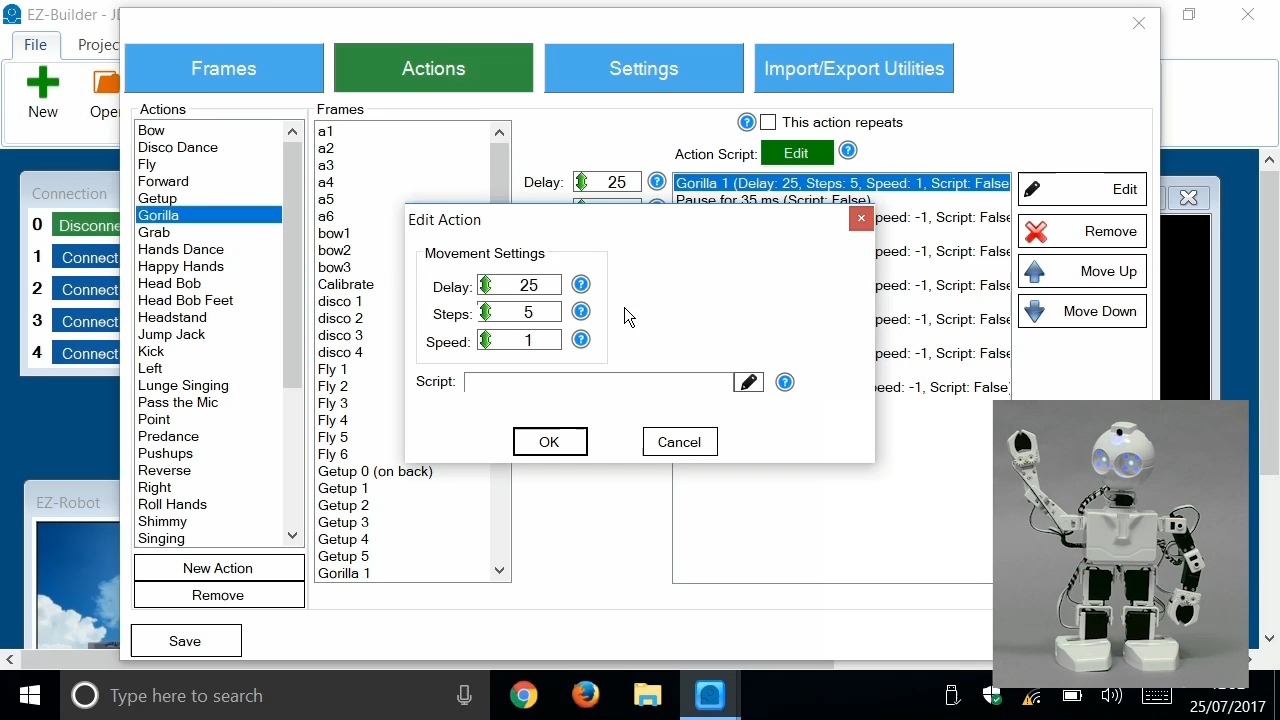 EZ-Builder - JD
File
Projec
New
Open
Frames
Actions
Settings
Import/Export Utilities
Connection
0 Disconne
1 Connect
2 Connect
3 Connect
4 Connect
EZ-Robot
Actions
Bow
Disco Dance
Fly
Forward
Getup
Gorilla
Grab
Hands Dance
Happy Hands
Head Bob
Head Bob Feet
Headstand
Jump Jack
Kick
Left
Lunge Singing
Pass the Mic
Point
Predance
Pushups
Reverse
Right
Roll Hands
Shimmy
Singing
New Action
Remove
Save
Frames
a1
a2
a3
a4
a5
a6
bow1
bow2
bow3
Calibrate
disco 1
disco 2
disco 3
disco 4
Fly 1
Fly 2
Fly 3
Fly 4
Fly 5
Fly 6
Getup 0 (on back)
Getup 1
Getup 2
Getup 3
Getup 4
Getup 5
Gorilla 1
This action repeats
Action Script: Edit
Delay: 25
Gorilla 1 (Delay: 25, Steps: 5, Speed: 1, Script: False
Pause for 35 ms (Script: False)
peed: -1, Script: False
peed: -1, Script: False
peed: -1, Script: False
peed: -1, Script: False
peed: -1, Script: False
eed: -1, Script: False)
Edit
Remove
Move Up
Move Down
Edit Action
Movement Settings
Delay: 25
Steps: 5
Speed: 1
Script:
OK
Cancel
Type here to search
25/07/2017